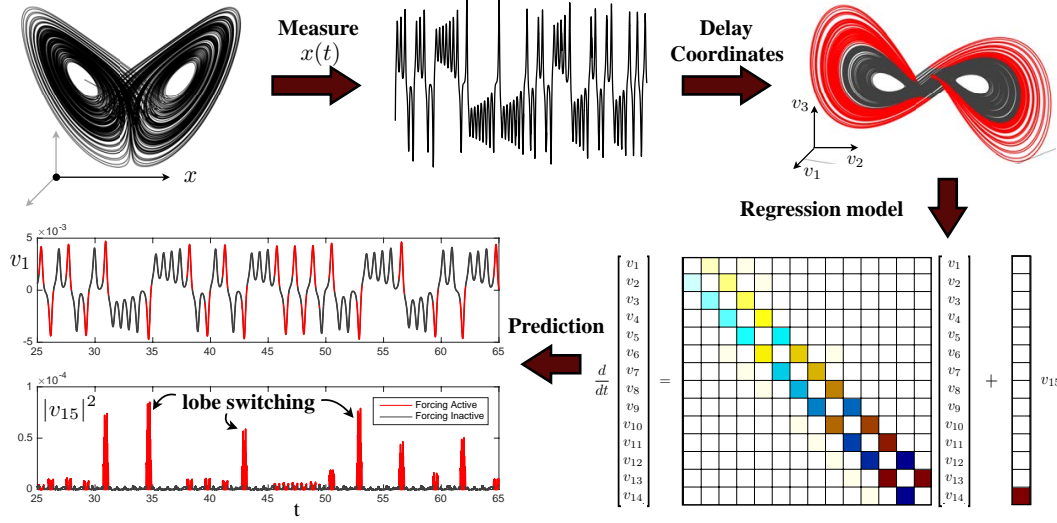 Measure
x(t)
Delay
Coordinates
x
v₃
v₂
v₁
Regression model
×10⁻³
5
v₁
0
-5
25 30 35 40 45 50 55 60 65
Prediction
1 ×10⁻⁴
|v₁₅|²
lobe switching
Forcing Active
Forcing Inactive
0.5
0
25 30 35 40 45 50 55 60 65
t
d/dt
v₁
v₂
v₃
v₄
v₅
v₆
v₇
v₈
v₉
v₁₀
v₁₁
v₁₂
v₁₃
v₁₄
=
v₁
v₂
v₃
v₄
v₅
v₆
v₇
v₈
v₉
v₁₀
v₁₁
v₁₂
v₁₃
v₁₄
+
v₁₅